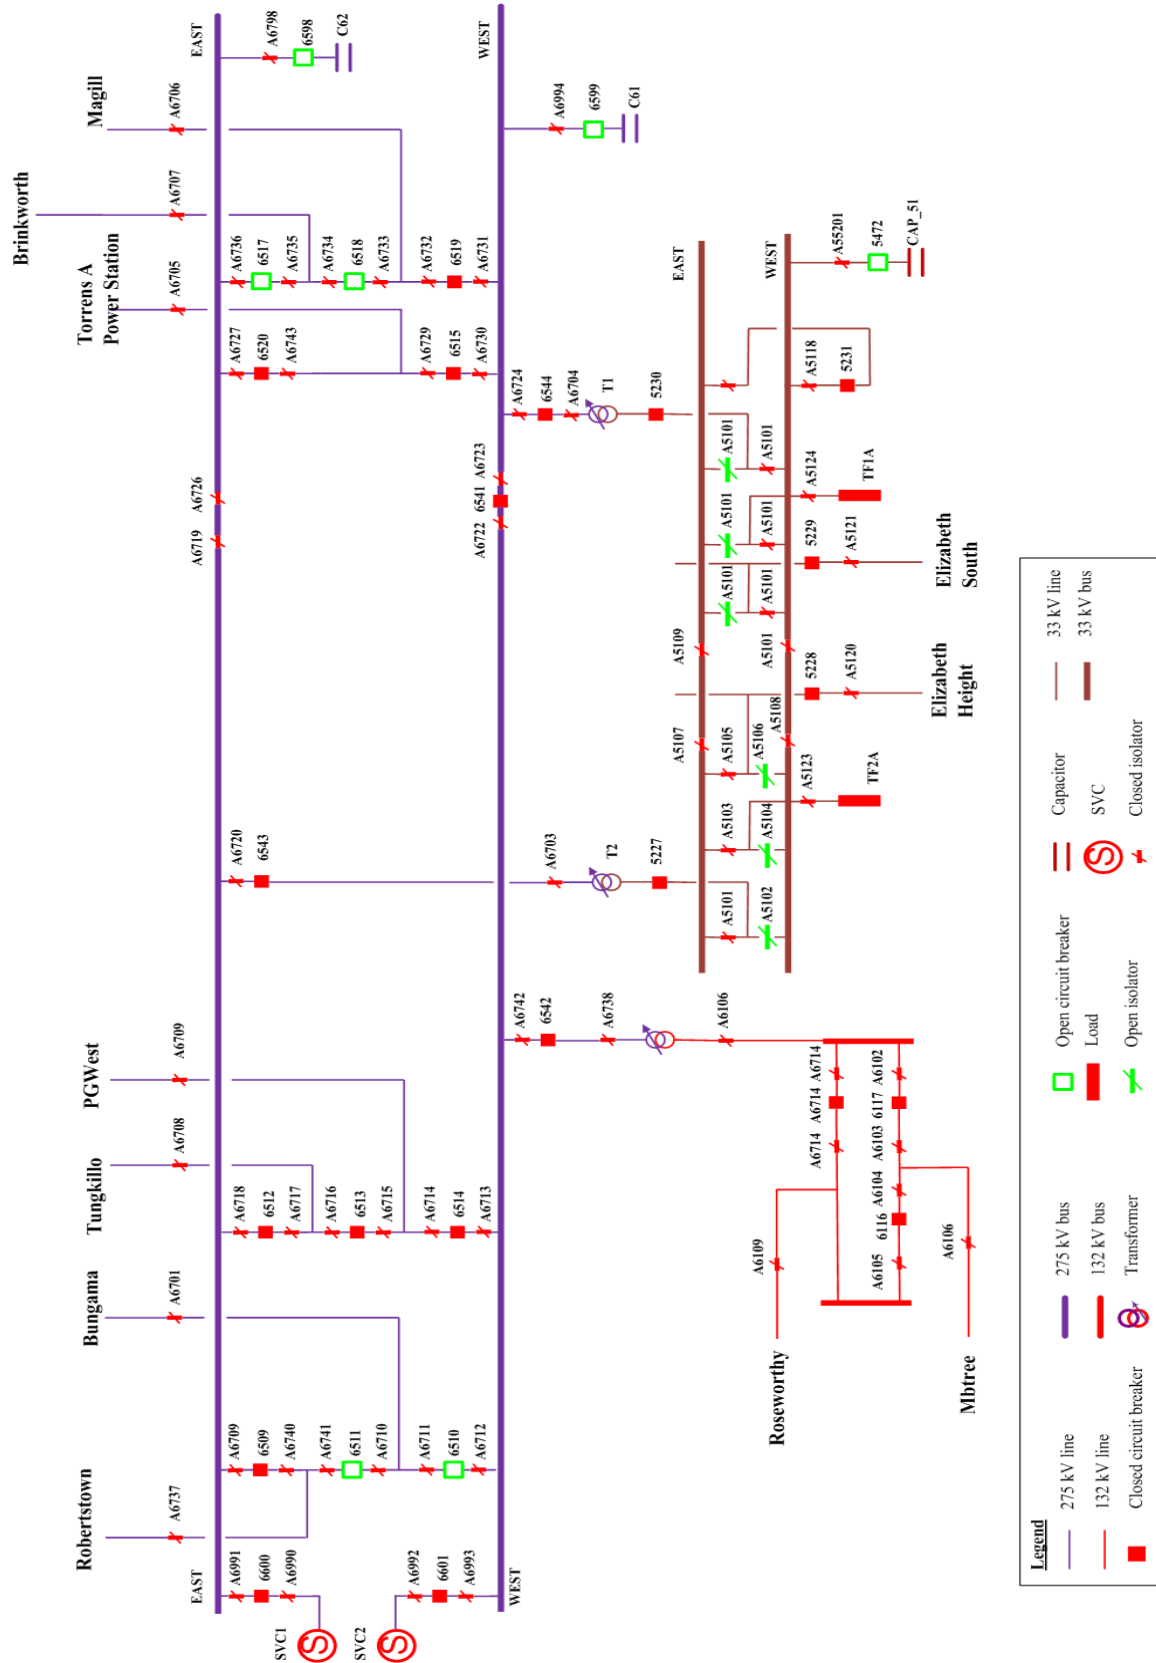 Robertstown
Bungama
Tungkillo
PGWest
Torrens A
Power Station
Brinkworth
Magill
A6737
A6701
A6708
A6709
A6705
A6707
A6706
EAST
EAST
A6991
6600
A6990
SVC1
A6709
6509
A6740
A6741
6511
A6710
A6711
6510
A6712
A6718
6512
A6717
A6716
6513
A6715
A6714
6514
A6713
A6720
6543
A6719
A6726
A6727
6520
A6743
A6729
6515
A6730
A6736
6517
A6735
A6734
6518
A6733
A6732
6519
A6731
A6798
6598
C62
SVC2
A6992
6601
A6993
WEST
WEST
A6722
6541
A6723
A6742
6542
A6738
A6106
A6703
T2
5227
A6724
6544
A6704
T1
5230
A6994
6599
C61
EAST
WEST
A5101
A5102
A5103
A5104
A5105
A5106
A5107
A5108
A5109
A5101
A5101
A5101
A5101
A5101
A5101
A5101
A5123
TF2A
5228
A5120
Elizabeth
Height
5229
A5121
Elizabeth
South
A5124
TF1A
A5118
5231
A55201
5472
CAP_51
A6714
A6714
A6714
A6102
6117
A6103
A6104
6116
A6105
A6109
A6106
Roseworthy
Mbtree
Legend
275 kV line
275 kV bus
Open circuit breaker
Capacitor
33 kV line
132 kV line
132 kV bus
Load
SVC
33 kV bus
Closed circuit breaker
Transformer
Open isolator
Closed isolator